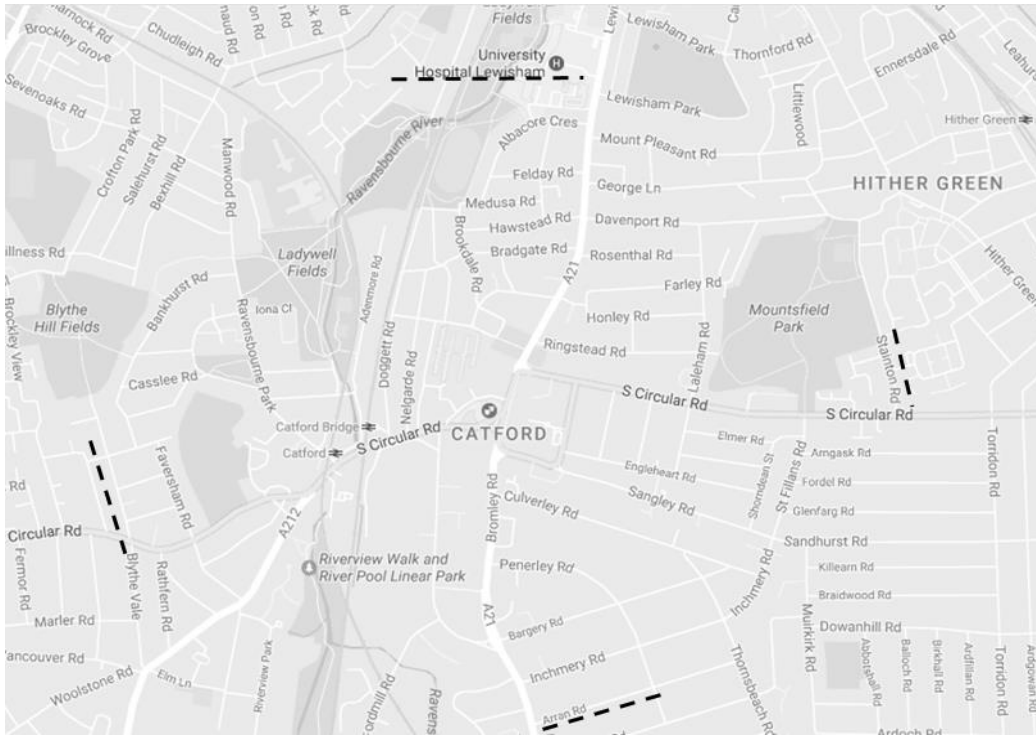 Brockley Grove
Chudleigh Rd
Sevenoaks Rd
Crofton Park Rd
Salehurst Rd
Bexhill Rd
Manwood Rd
Fields
University
Hospital Lewisham
H
Ravensbourne River
Albacore Cres
Felday Rd
Medusa Rd
Hawstead Rd
Bradgate Rd
Brookdale Rd
A21
Lewisham Park
Thornford Rd
Ennersdale Rd
Littlewood
Lewisham Park
Mount Pleasant Rd
Hither Green
George Ln
HITHER GREEN
Davenport Rd
Rosenthal Rd
Farley Rd
Hither Green
Honley Rd
Ringstead Rd
Laleham Rd
Mountsfield
Park
Stainton Rd
S Circular Rd
S Circular Rd
Ladywell
Fields
Adenmore Rd
Iona Cl
Bankhurst Rd
Blythe
Hill Fields
Brockley View
Ravensbourne Park
Casslee Rd
Doggett Rd
Nelgarde Rd
Catford Bridge
Catford
S Circular Rd
CATFORD
Faversham Rd
Circular Rd
A212
Fermor Rd
Blythe Vale
Rathfern Rd
Marler Rd
Woolstone Rd
Elm Ln
Riverview Park
Riverview Walk and
River Pool Linear Park
Fordmill Rd
Bromley Rd
Culverley Rd
Penerley Rd
A21
Bargery Rd
Inchmery Rd
Arran Rd
Thornsbeach Rd
Inchmery Rd
Engleheart Rd
Sangley Rd
Elmer Rd
Shorndean St
St Fillans Rd
Arngask Rd
Fordel Rd
Glenfarg Rd
Sandhurst Rd
Killearn Rd
Braidwood Rd
Dowanhill Rd
Muirkirk Rd
Torridon Rd
Abbotshall Rd
Balloch Rd
Birkhall Rd
Ardfillan Rd
Torridon Rd
Ardgowan Rd
Ardoch Rd